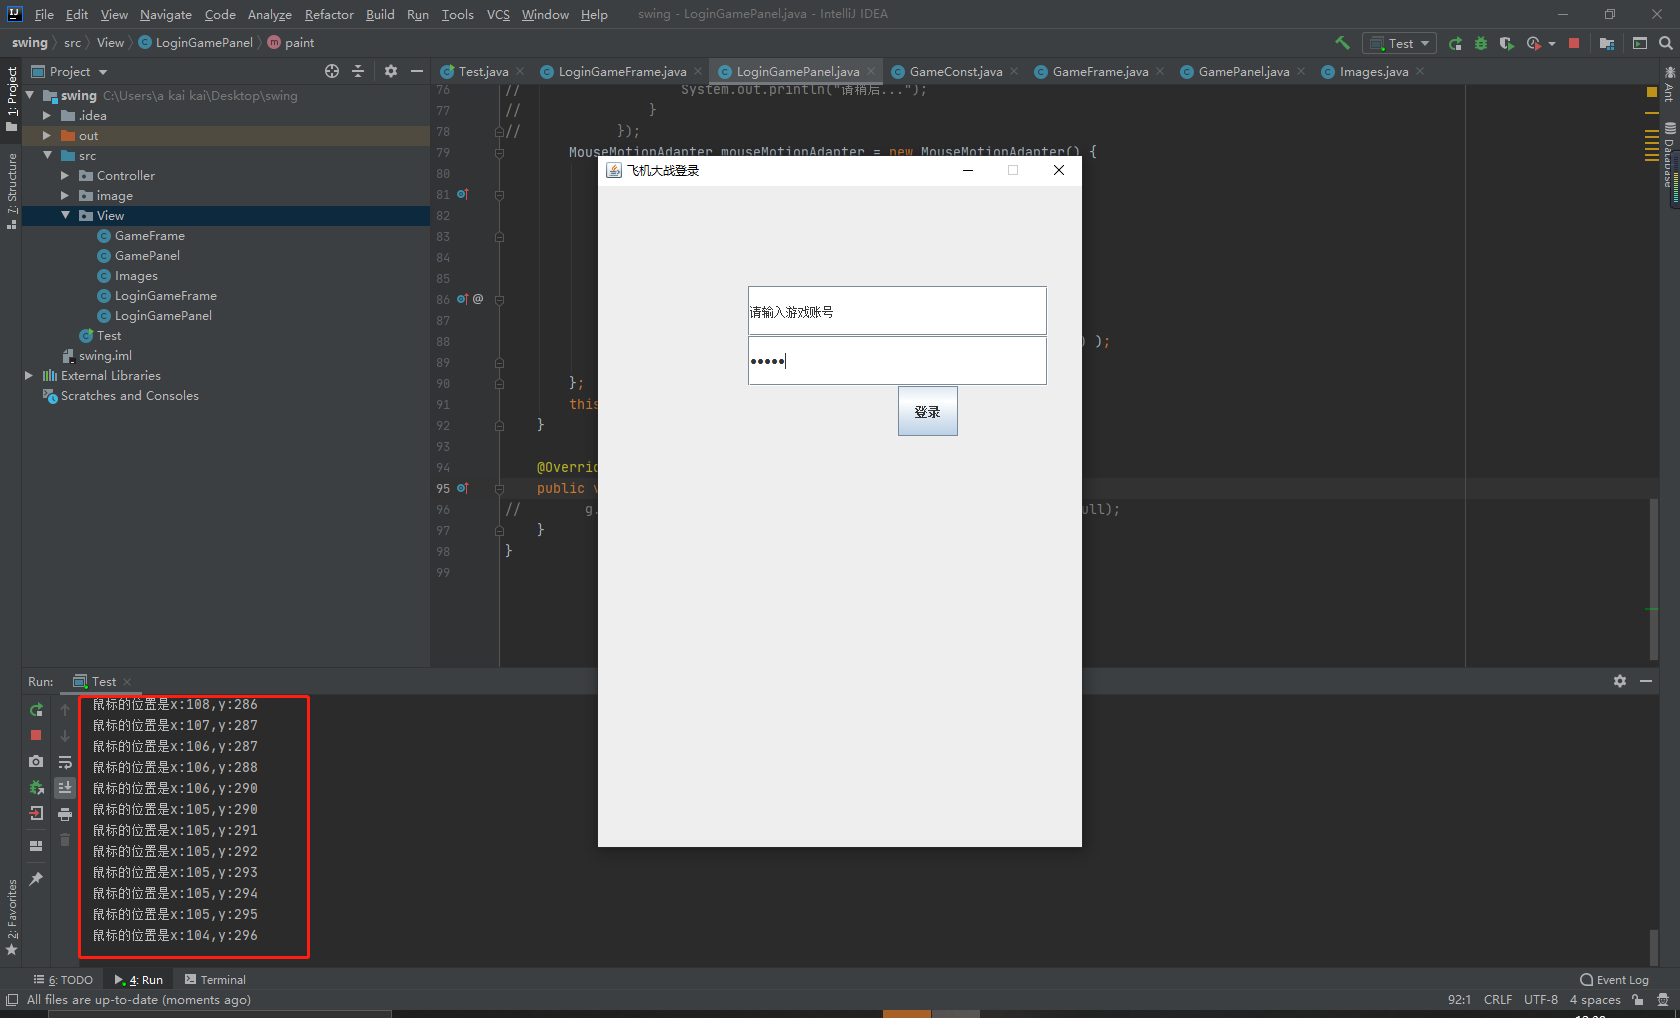 File Edit View Navigate Code Analyze Refactor Build Run Tools VCS Window Help swing - LoginGamePanel.java - IntelliJ IDEA
swing src View LoginGamePanel paint Test
1: Project
7: Structure
2: Favorites
Project
swing C:\Users\a kai kai\Desktop\swing
.idea
out
src
Controller
image
View
GameFrame
GamePanel
Images
LoginGameFrame
LoginGamePanel
Test
swing.iml
External Libraries
Scratches and Consoles
Test.java LoginGameFrame.java LoginGamePanel.java GameConst.java GameFrame.java GamePanel.java Images.java
76 // System.out.println("请稍后...");
77 // }
78 // });
79 MouseMotionAdapter mouseMotionAdapter = new MouseMotionAdapter() {
80
81
82
83
84
85
86 @
87
88 ) );
89
90 };
91 this
92 }
93
94 @Overrid
95 public v
96 // g. ull);
97 }
98 }
99
飞机大战登录
请输入游戏账号
•••••
登录
Ant
Database
Run: Test
鼠标的位置是x:108,y:286
鼠标的位置是x:107,y:287
鼠标的位置是x:106,y:287
鼠标的位置是x:106,y:288
鼠标的位置是x:106,y:290
鼠标的位置是x:105,y:290
鼠标的位置是x:105,y:291
鼠标的位置是x:105,y:292
鼠标的位置是x:105,y:293
鼠标的位置是x:105,y:294
鼠标的位置是x:105,y:295
鼠标的位置是x:104,y:296
6: TODO 4: Run Terminal Event Log
All files are up-to-date (moments ago) 92:1 CRLF UTF-8 4 spaces